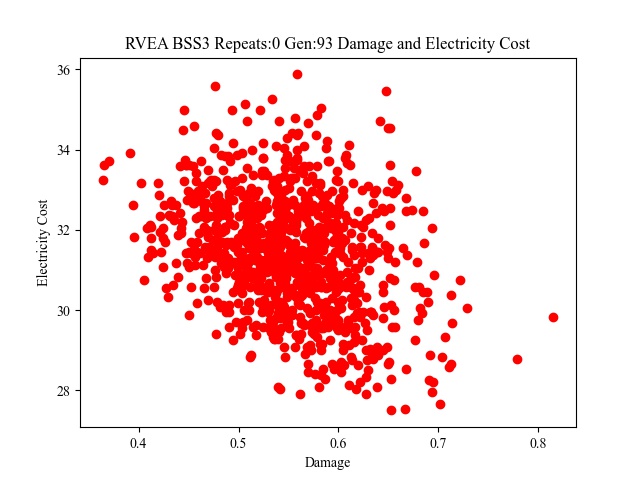 RVEA BSS3 Repeats:0 Gen:93 Damage and Electricity Cost
36
34
32
30
28
Electricity Cost
0.4 0.5 0.6 0.7 0.8
Damage